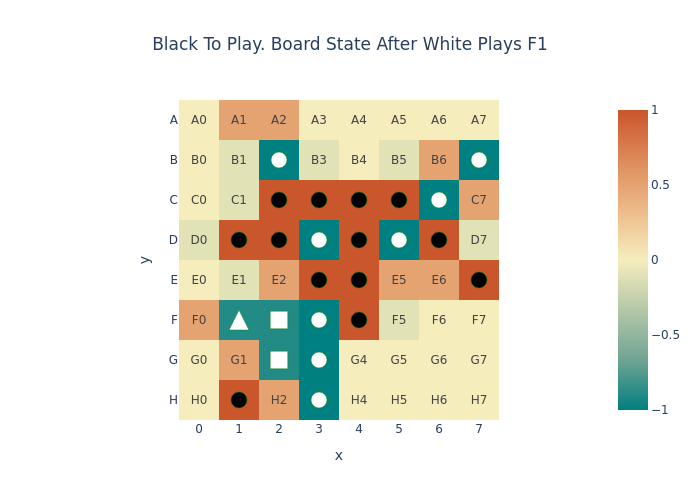 Black To Play. Board State After White Plays F1
A A0 A1 A2 A3 A4 A5 A6 A7
B B0 B1 B3 B4 B5 B6
C C0 C1 C7
D D0 D7
E E0 E1 E2 E5 E6
F F0 F5 F6 F7
G G0 G1 G4 G5 G6 G7
H H0 H2 H4 H5 H6 H7
0 1 2 3 4 5 6 7
x
y
1
0.5
0
−0.5
−1